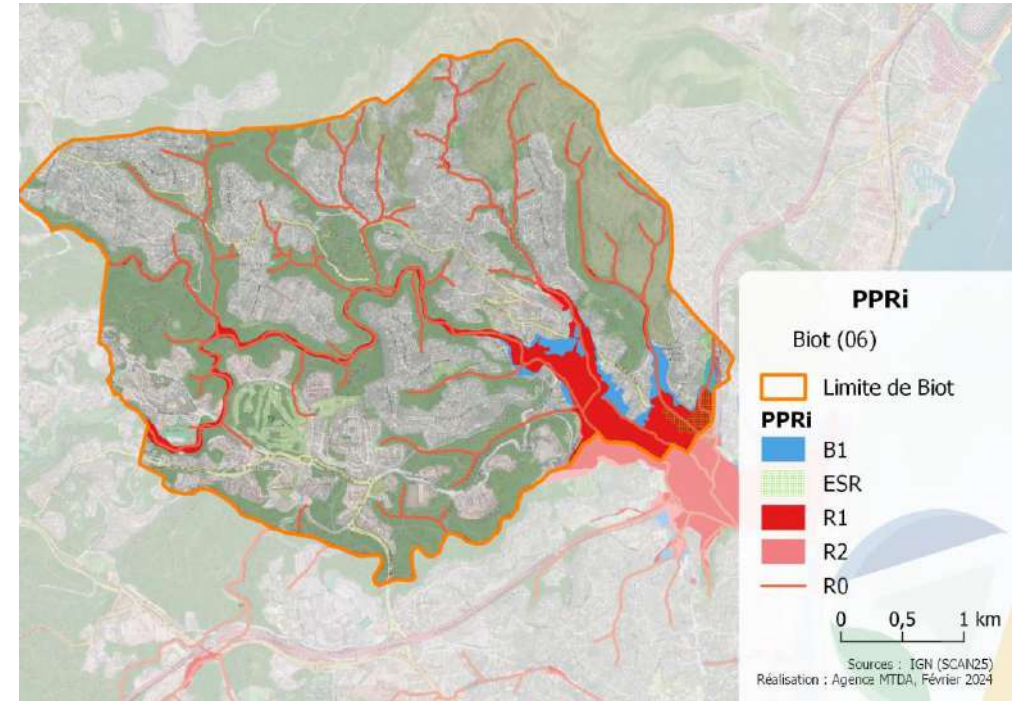 PPRi
Biot (06)
Limite de Biot
PPRi
B1
ESR
R1
R2
R0
0 0,5 1 km
Sources : IGN (SCAN25)
Réalisation : Agence MTDA, Février 2024